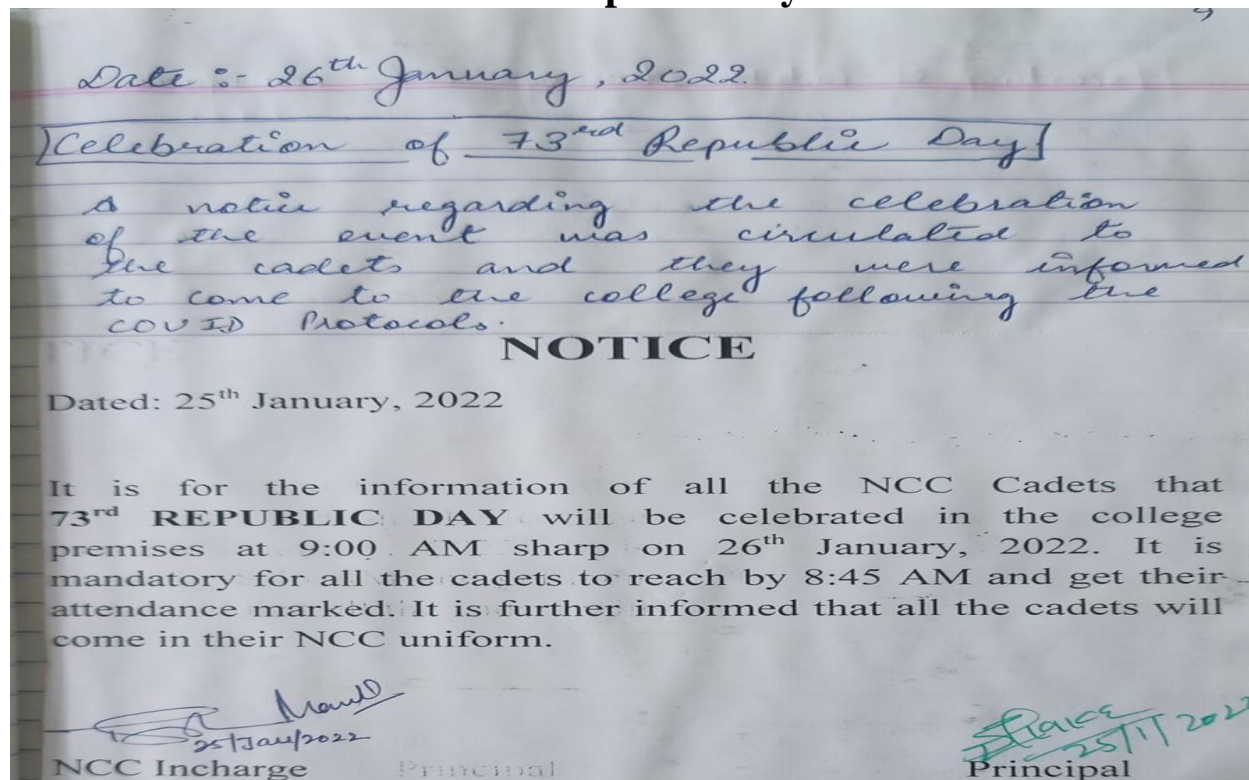 Date :- 26th January, 2022.
Celebration of 73rd Republic Day
A notice regarding the celebration
of the event was circulated to
the cadets and they were informed
to come to the college following the
COVID Protocols.
NOTICE
Dated: 25th January, 2022
It is for the information of all the NCC Cadets that
73rd REPUBLIC DAY will be celebrated in the college
premises at 9:00 AM sharp on 26th January, 2022. It is
mandatory for all the cadets to reach by 8:45 AM and get their
attendance marked. It is further informed that all the cadets will
come in their NCC uniform.
25/Jan/2022
25/1/2022
NCC Incharge Principal Principal